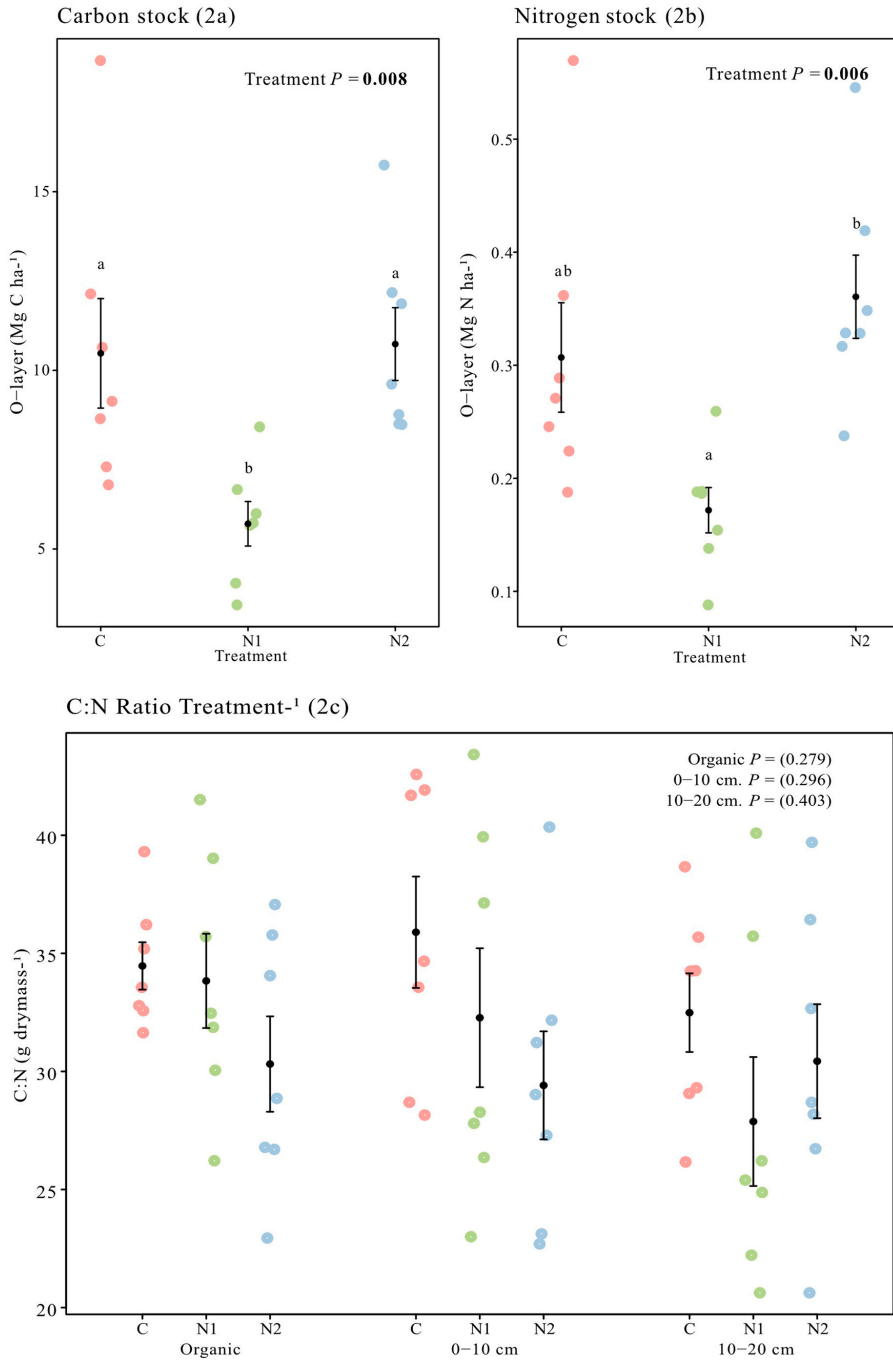 Carbon stock (2a)
Treatment P = 0.008
15
10
5
O−layer (Mg C ha-¹)
a
b
a
C
N1
N2
Treatment
Nitrogen stock (2b)
Treatment P = 0.006
0.5
0.4
0.3
0.2
0.1
O−layer (Mg N ha-¹)
ab
a
b
C
N1
N2
Treatment
C:N Ratio Treatment-¹ (2c)
Organic P = (0.279)
0−10 cm. P = (0.296)
10−20 cm. P = (0.403)
40
35
30
25
20
C:N (g drymass-¹)
C
N1
N2
C
N1
N2
C
N1
N2
Organic
0−10 cm
10−20 cm